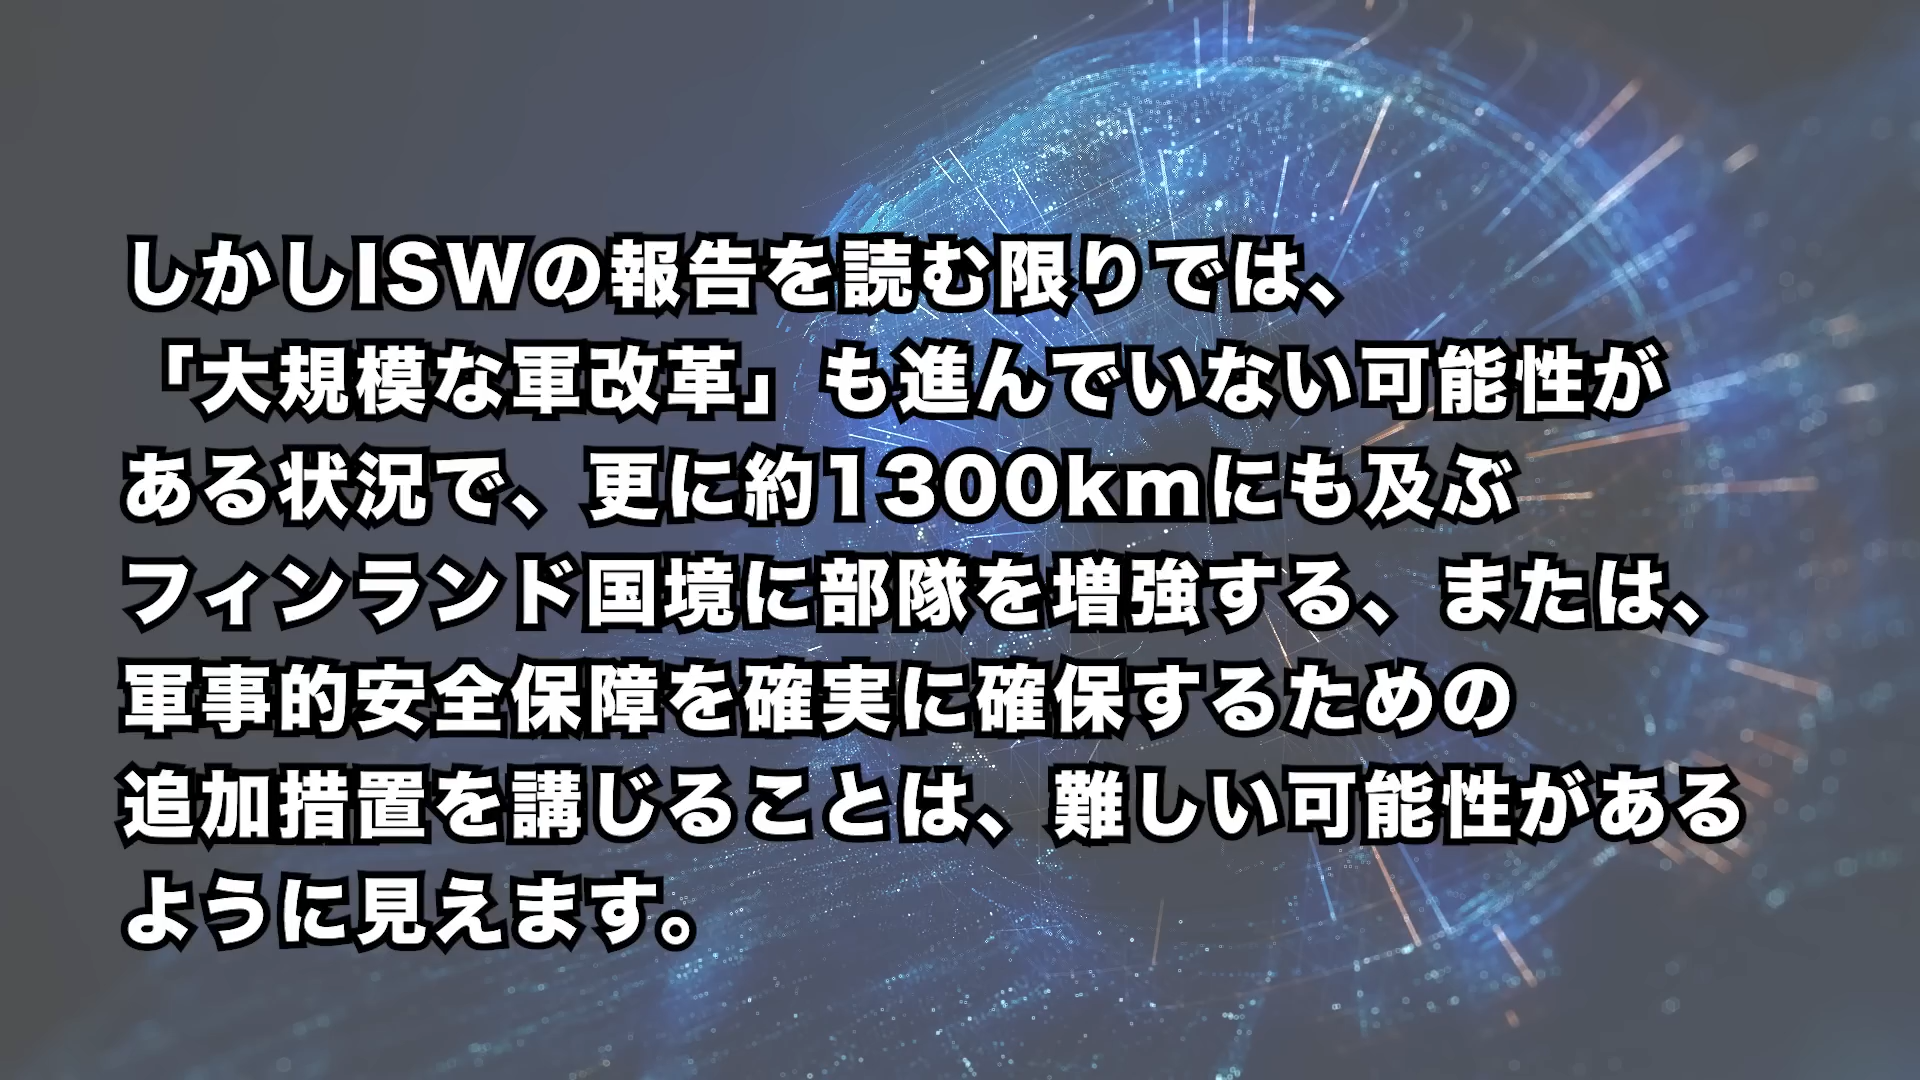 しかしISWの報告を読む限りでは、
「大規模な軍改革」も進んでいない可能性が
ある状況で、更に約1300kmにも及ぶ
フィンランド国境に部隊を増強する、または、
軍事的安全保障を確実に確保するための
追加措置を講じることは、難しい可能性がある
ように見えます。